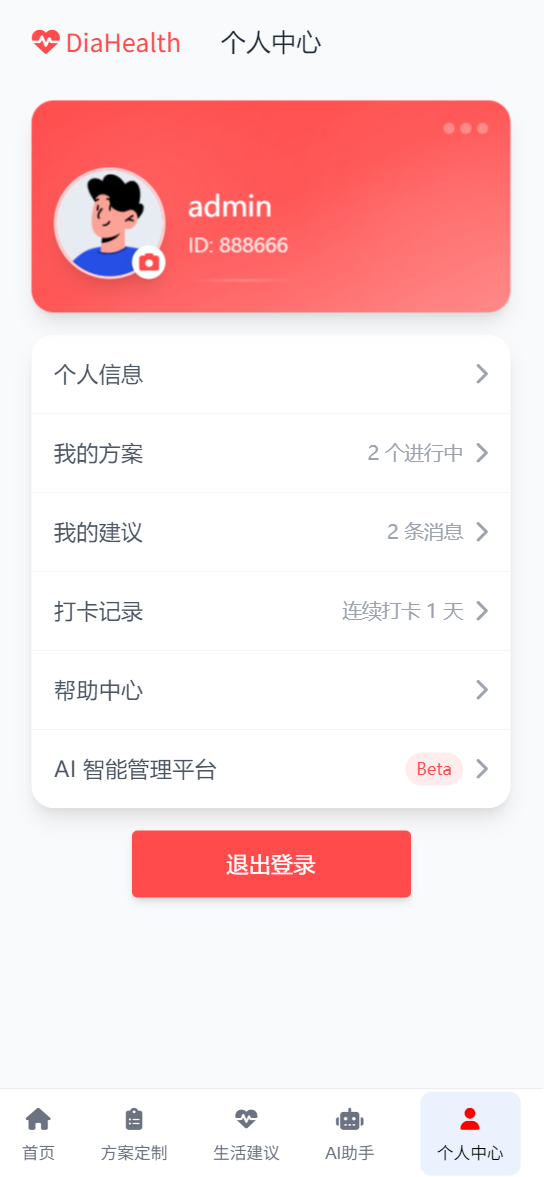 DiaHealth 个人中心
admin
ID: 888666
个人信息
我的方案 2 个进行中
我的建议 2 条消息
打卡记录 连续打卡 1 天
帮助中心
AI 智能管理平台 Beta
退出登录
首页 方案定制 生活建议 AI助手 个人中心